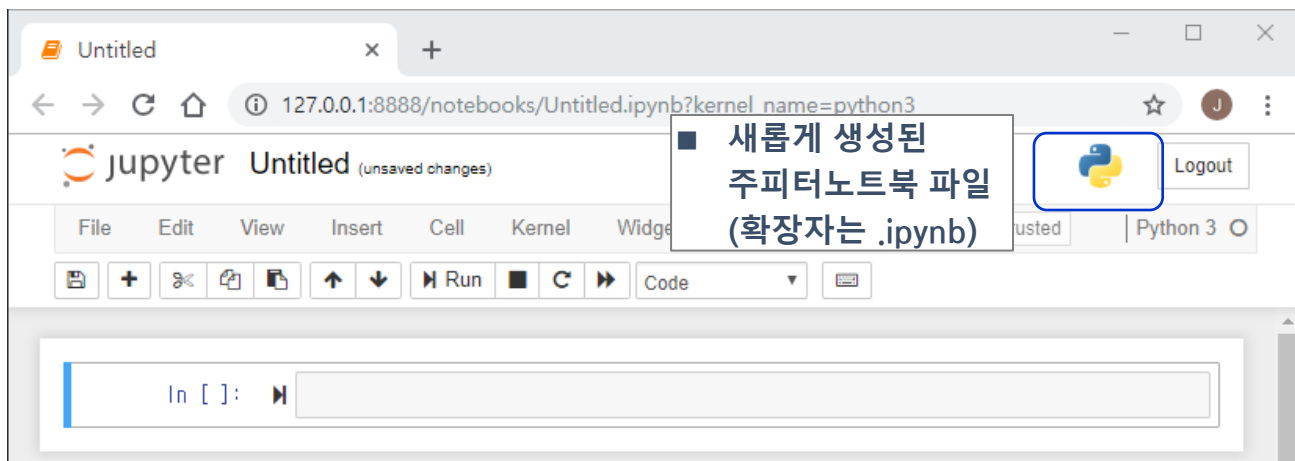 Untitled
127.0.0.1:8888/notebooks/Untitled.ipynb?kernel_name=python3
J
jupyter Untitled (unsaved changes)
Logout
■ 새롭게 생성된
주피터노트북 파일
(확장자는 .ipynb)
File Edit View Insert Cell Kernel Widge rusted Python 3
Run Code
In [ ]: